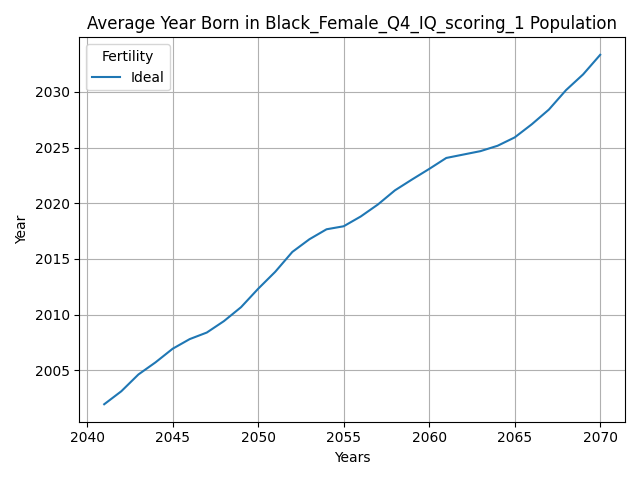 Average Year Born in Black_Female_Q4_IQ_scoring_1 Population
Fertility
Ideal
Year
2030
2025
2020
2015
2010
2005
2040 2045 2050 2055 2060 2065 2070
Years